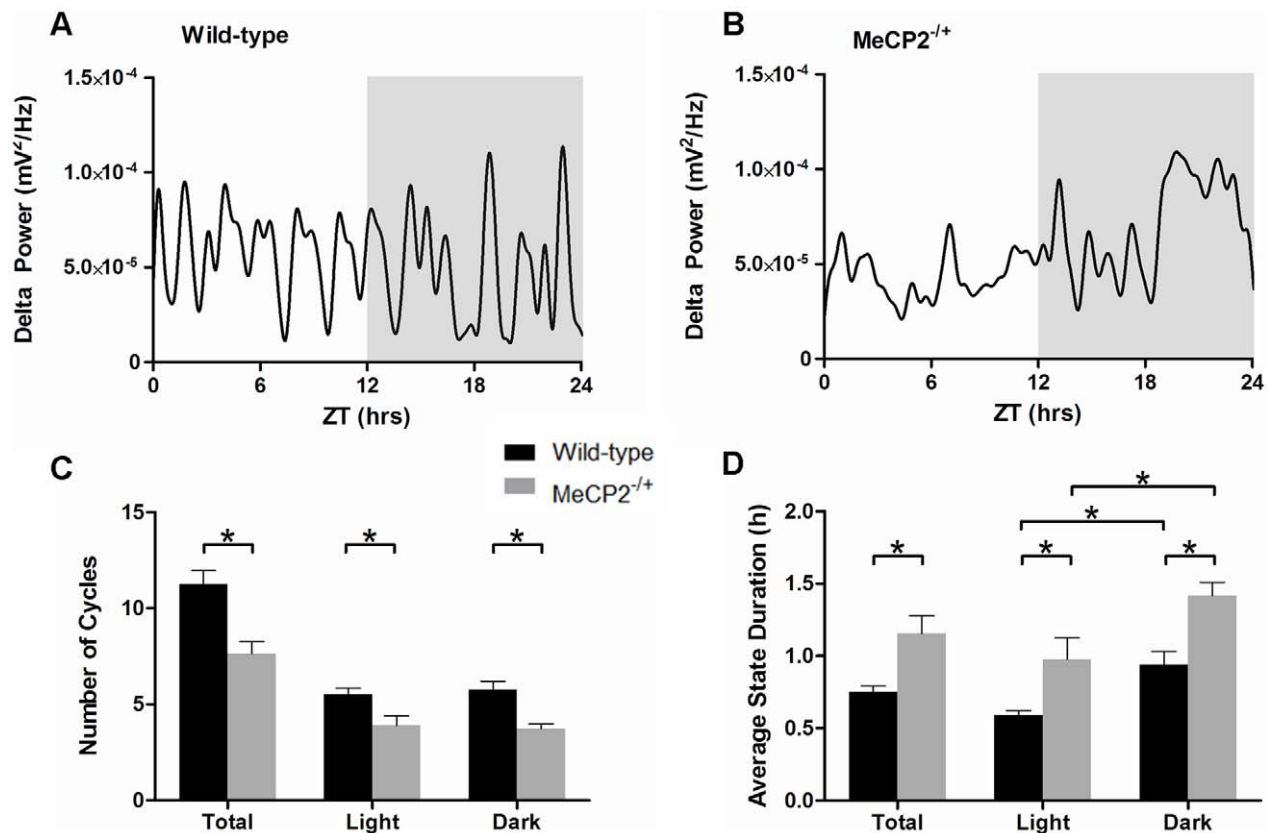 A
Wild-type
Delta Power (mV²/Hz)
1.5×10⁻⁴
1.0×10⁻⁴
5.0×10⁻⁵
0
0 6 12 18 24
ZT (hrs)
B
MeCP2⁻/⁺
Delta Power (mV²/Hz)
1.5×10⁻⁴
1.0×10⁻⁴
5.0×10⁻⁵
0
0 6 12 18 24
ZT (hrs)
C
Wild-type
MeCP2⁻/⁺
Number of Cycles
15
10
5
0
* * *
Total Light Dark
D
Average State Duration (h)
2.0
1.5
1.0
0.5
0.0
*
*
* * *
Total Light Dark